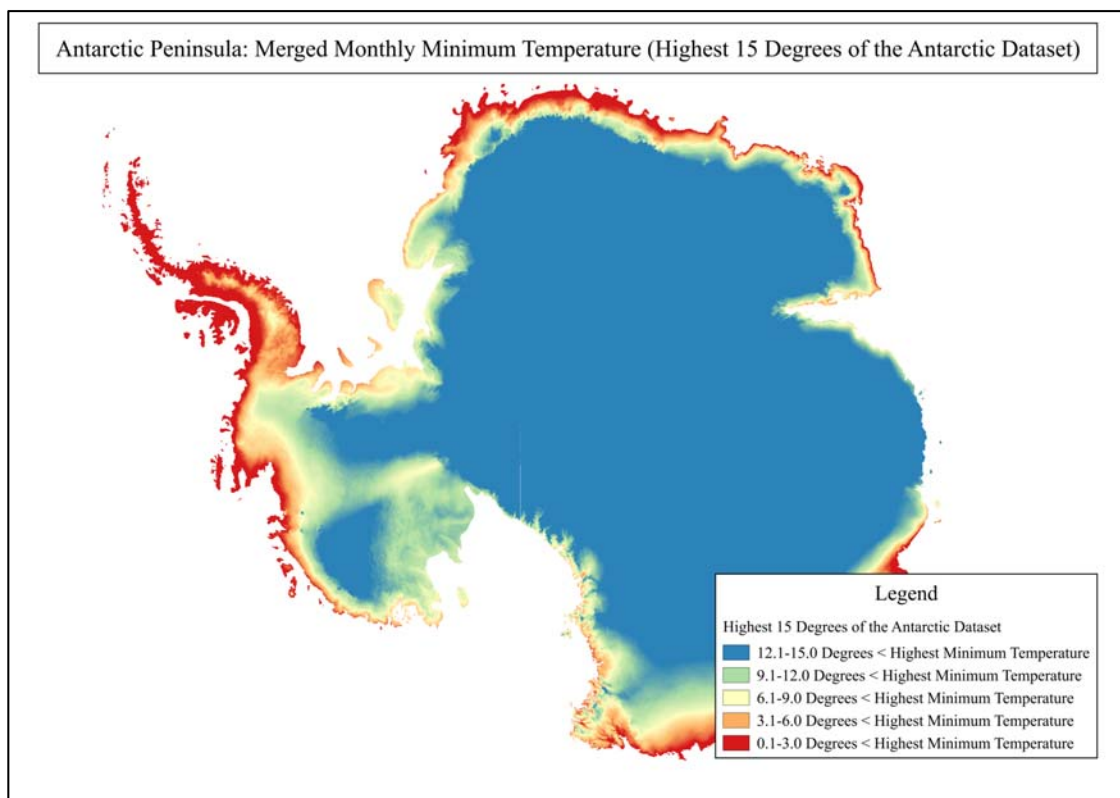 Antarctic Peninsula: Merged Monthly Minimum Temperature (Highest 15 Degrees of the Antarctic Dataset)
Legend
Highest 15 Degrees of the Antarctic Dataset
12.1-15.0 Degrees < Highest Minimum Temperature
9.1-12.0 Degrees < Highest Minimum Temperature
6.1-9.0 Degrees < Highest Minimum Temperature
3.1-6.0 Degrees < Highest Minimum Temperature
0.1-3.0 Degrees < Highest Minimum Temperature